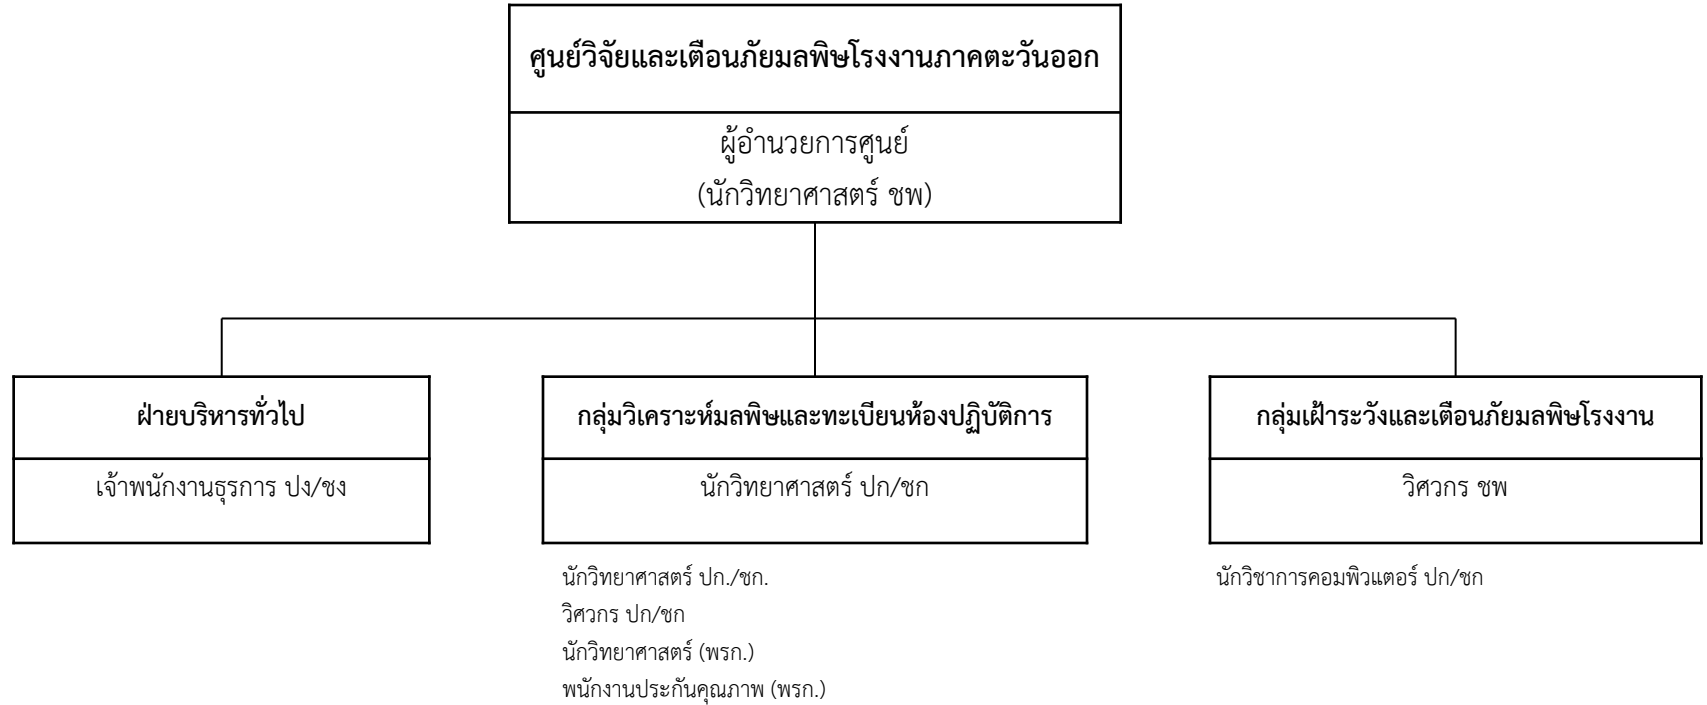 ศูนย์วิจัยและเตือนภัยมลพิษโรงงานภาคตะวันออก
ผู้อำนวยการศูนย์
(นักวิทยาศาสตร์ ชพ)
ฝ่ายบริหารทั่วไป
เจ้าพนักงานธุรการ ปง/ชง
กลุ่มวิเคราะห์มลพิษและทะเบียนห้องปฏิบัติการ
นักวิทยาศาสตร์ ปก/ชก
นักวิทยาศาสตร์ ปก./ชก.
วิศวกร ปก/ชก
นักวิทยาศาสตร์ (พรก.)
พนักงานประกันคุณภาพ (พรก.)
กลุ่มเฝ้าระวังและเตือนภัยมลพิษโรงงาน
วิศวกร ชพ
นักวิชาการคอมพิวแตอร์ ปก/ชก